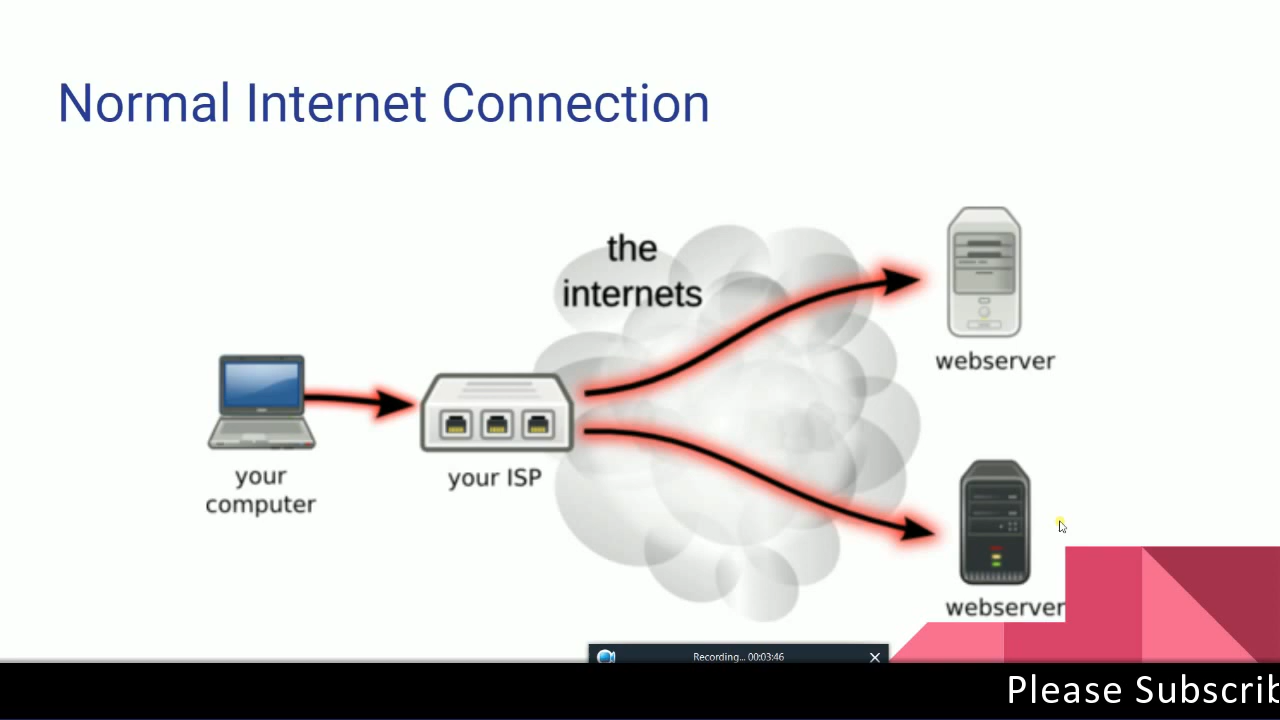 Normal Internet Connection
the
internets
webserver
your
computer
your ISP
webserver
Recording... 00:03:46
Please Subscrib